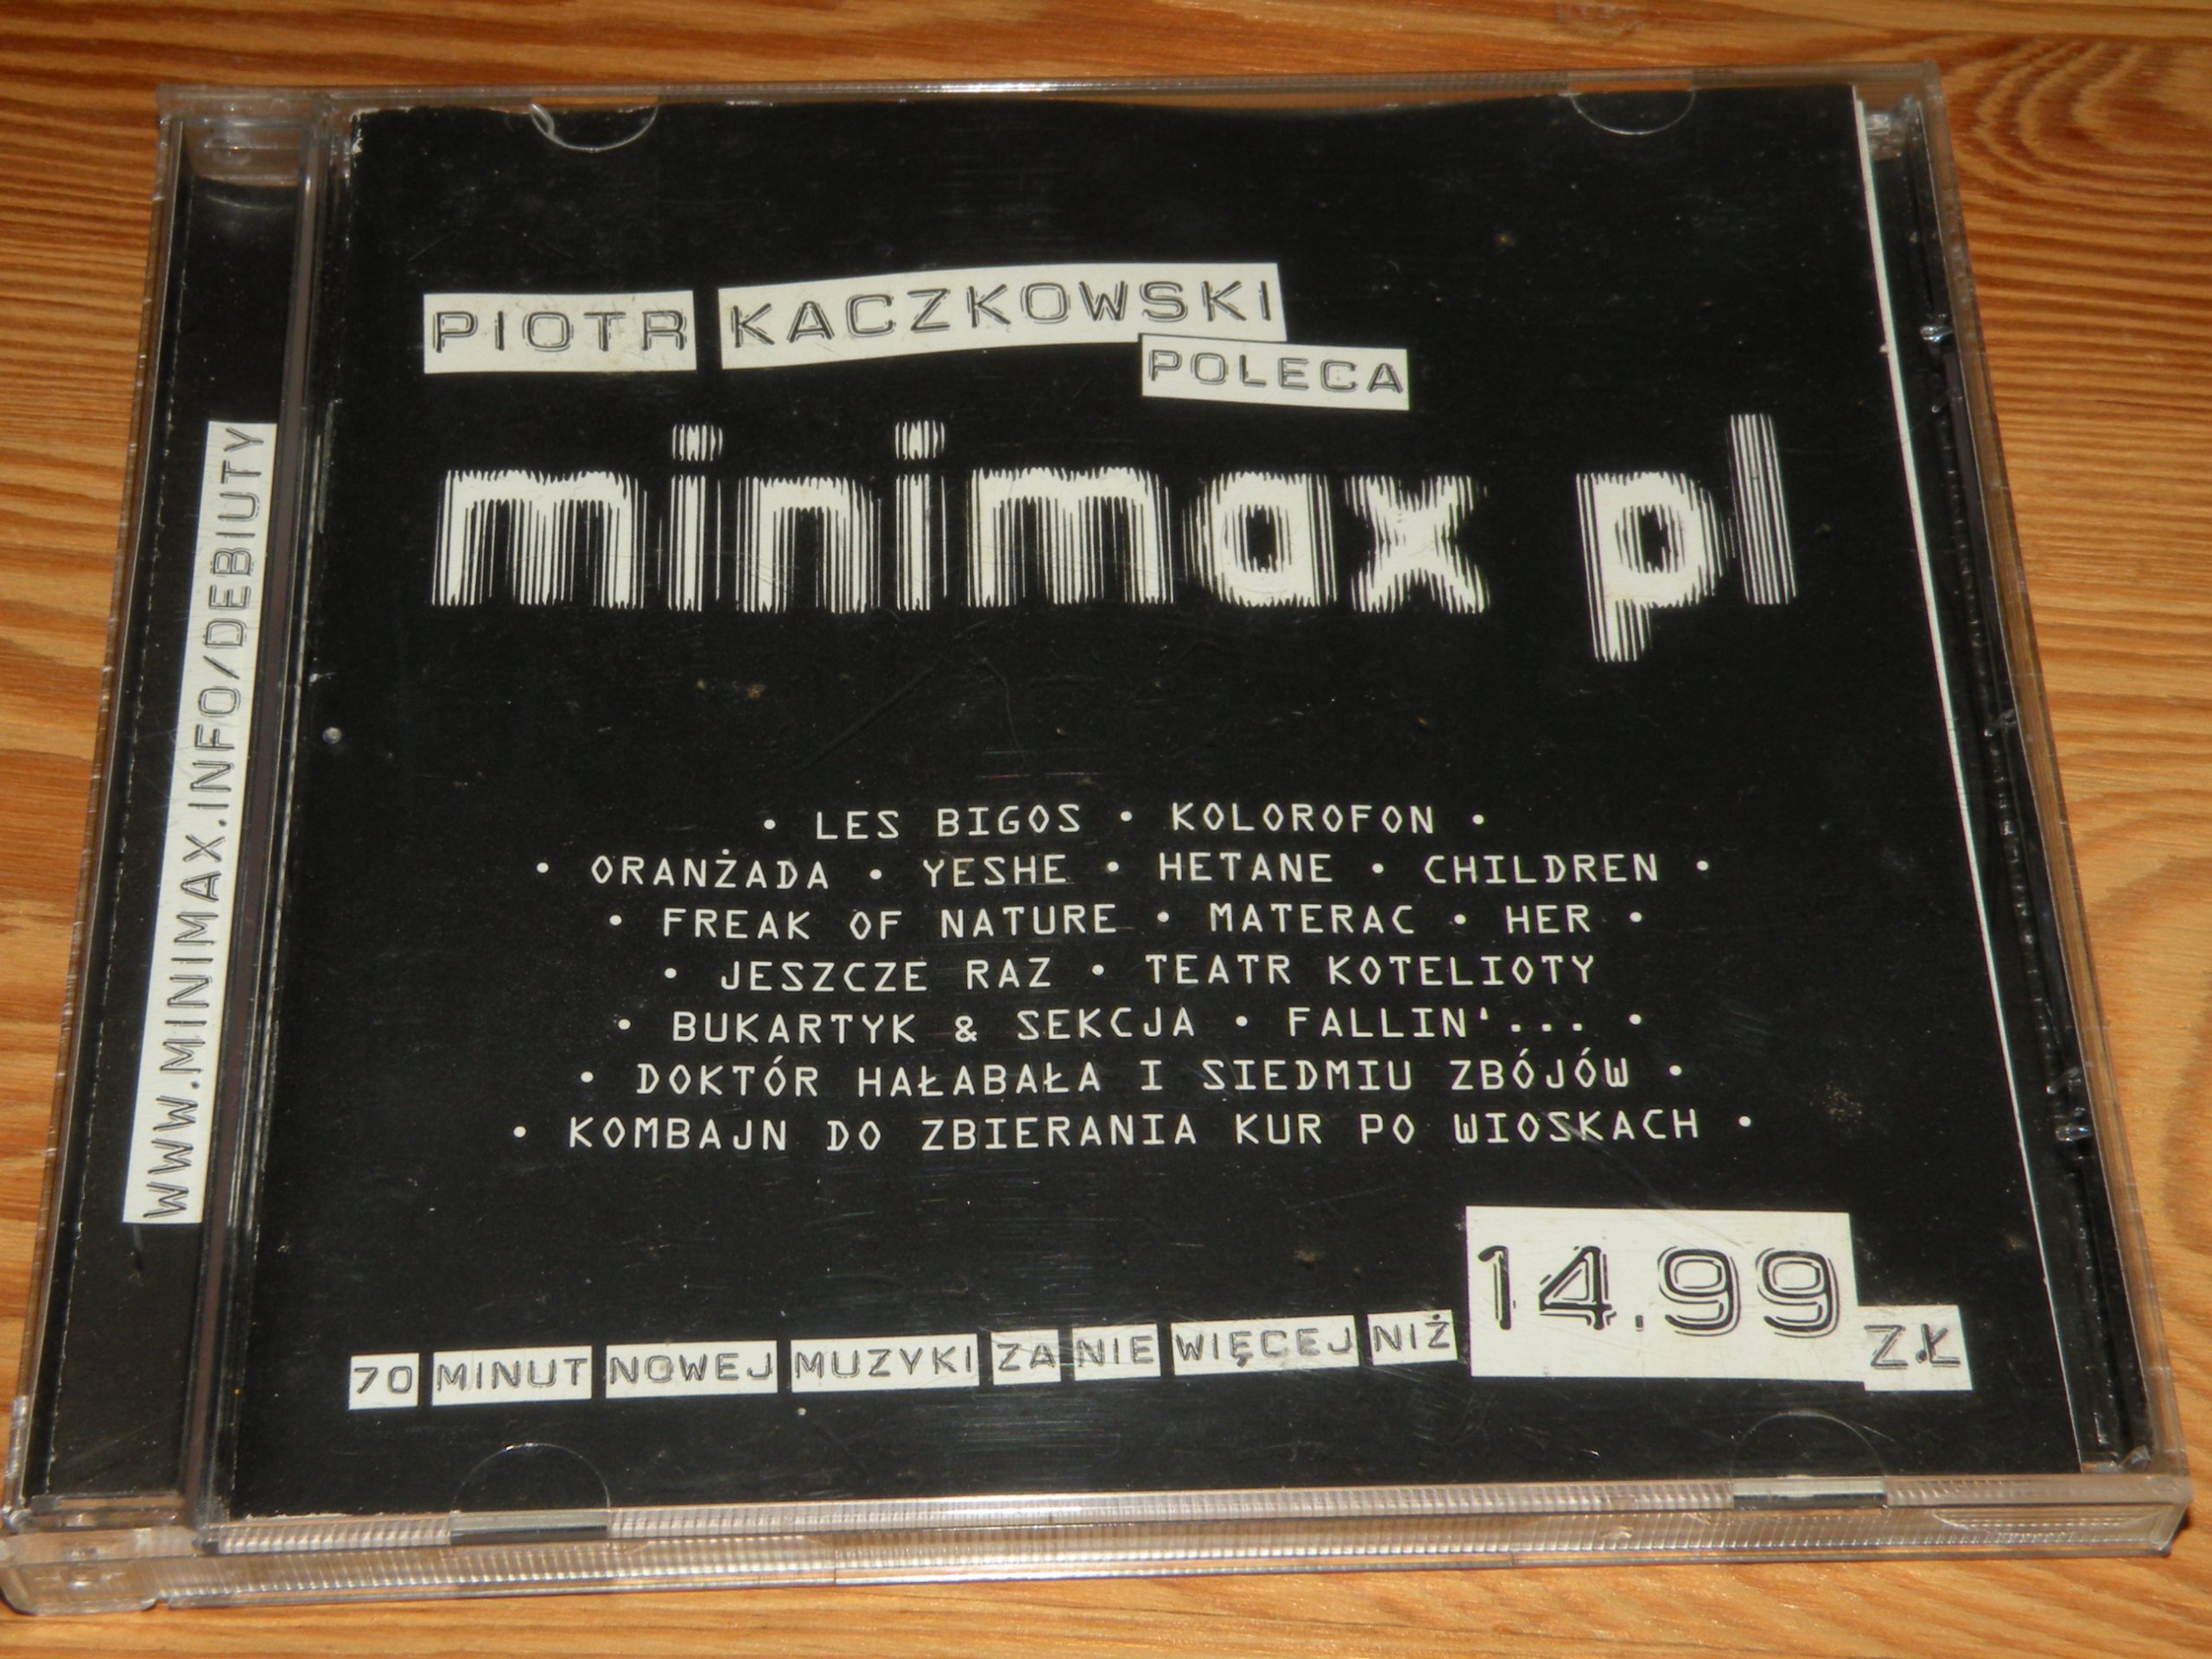 PIOTR KACZKOWSKI
POLECA
minimax pl
• LES BIGOS • KOLOROFON •
• ORANŻADA • YESHE • HETANE • CHILDREN •
• FREAK OF NATURE • MATERAC • HER •
• JESZCZE RAZ • TEATR KOTELIOTY
• BUKARTYK & SEKCJA • FALLIN'... •
• DOKTÓR HAŁABAŁA I SIEDMIU ZBÓJÓW •
• KOMBAJN DO ZBIERANIA KUR PO WIOSKACH •
70 MINUT NOWEJ MUZYKI ZA NIE WIĘCEJ NIŻ 14.99 ZŁ
WWW.MINIMAX.INFO/DEBIUTY